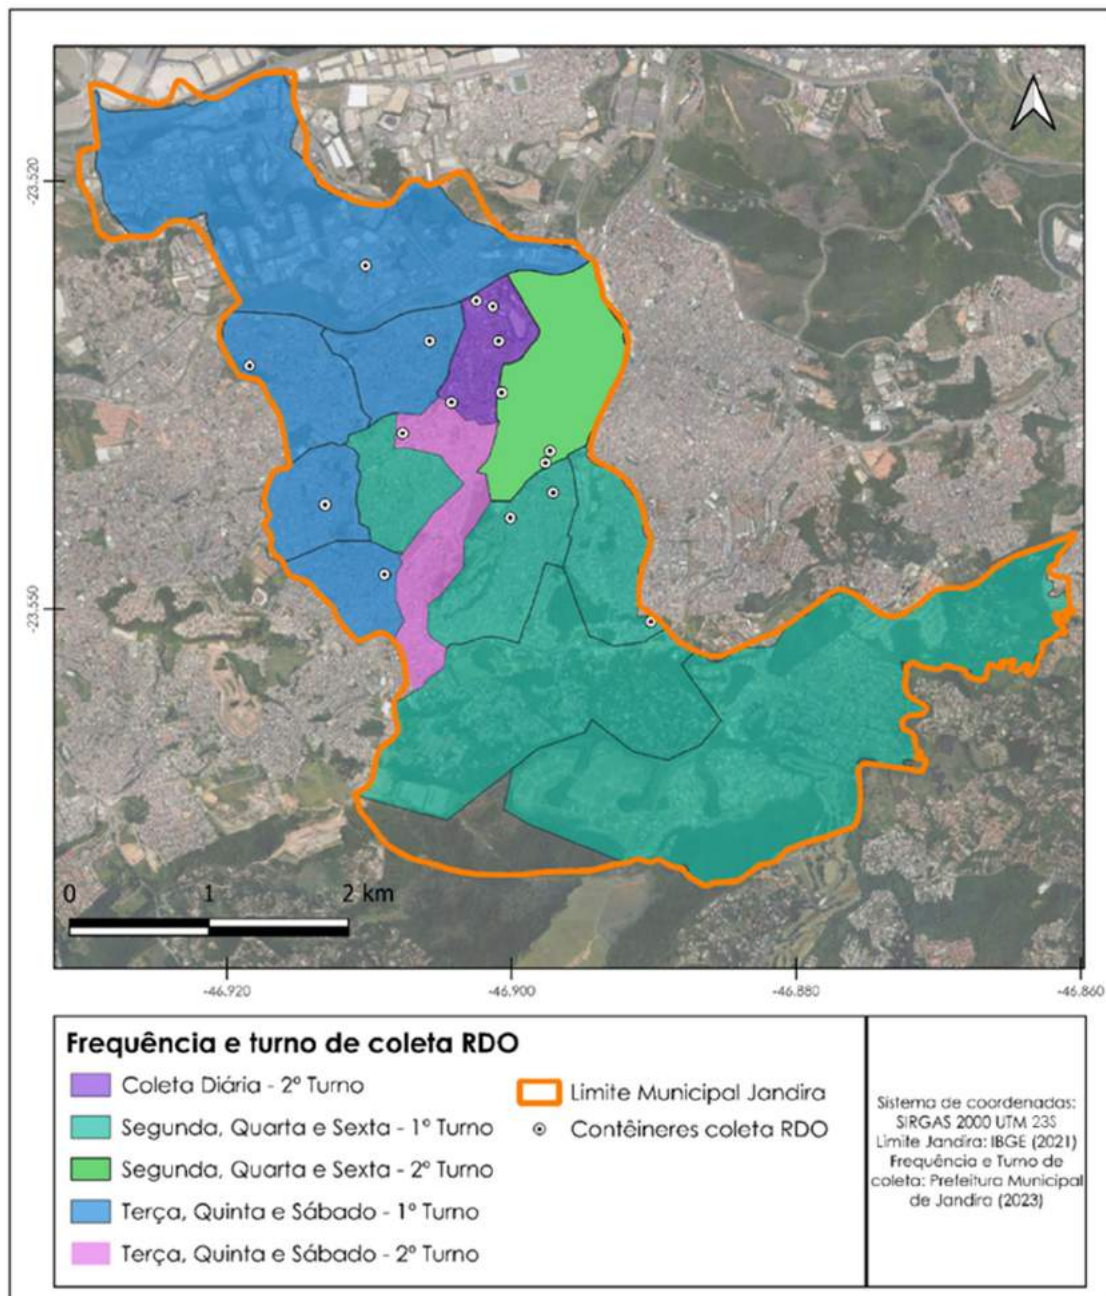 -23.520
-23.550
0 1 2 km
-46.920 -46.900 -46.880 -46.860
Frequência e turno de coleta RDO
Coleta Diária - 2º Turno
Segunda, Quarta e Sexta - 1º Turno
Segunda, Quarta e Sexta - 2º Turno
Terça, Quinta e Sábado - 1º Turno
Terça, Quinta e Sábado - 2º Turno
Limite Municipal Jandira
Contêineres coleta RDO
Sistema de coordenadas:
SIRGAS 2000 UTM 23S
Limite Jandira: IBGE (2021)
Frequência e Turno de
coleta: Prefeitura Municipal
de Jandira (2023)